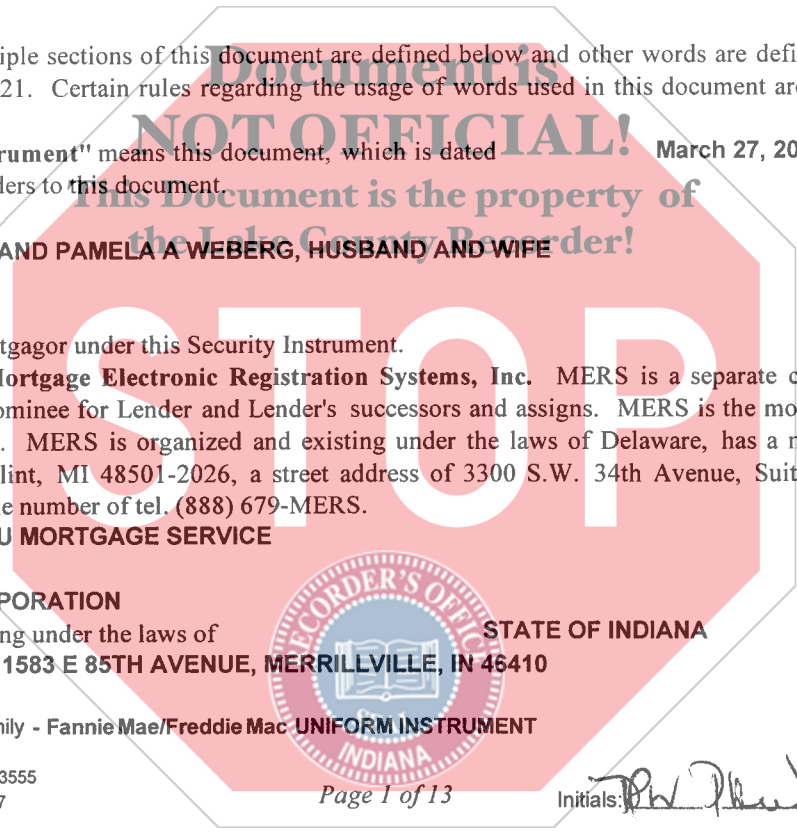 iple sections of this document are defined below and other words are defi
21. Certain rules regarding the usage of words used in this document ar
Document is
NOT OFFICIAL!
rument" means this document, which is dated March 27, 20
ders to this document.
This Document is the property of
the Lake County Recorder!
AND PAMELA A WEBERG, HUSBAND AND WIFE
STOP
tgagor under this Security Instrument.
Mortgage Electronic Registration Systems, Inc. MERS is a separate c
ominee for Lender and Lender's successors and assigns. MERS is the mo
. MERS is organized and existing under the laws of Delaware, has a
lint, MI 48501-2026, a street address of 3300 S.W. 34th Avenue, Suit
e number of tel. (888) 679-MERS.
U MORTGAGE SERVICE
PORATION
ng under the laws of STATE OF INDIANA
1583 E 85TH AVENUE, MERRILLVILLE, IN 46410
RECORDER'S OFFICE
SEAL
INDIANA
mily - Fannie Mae/Freddie Mac UNIFORM INSTRUMENT
3555
7
Page 1 of 13
Initials: